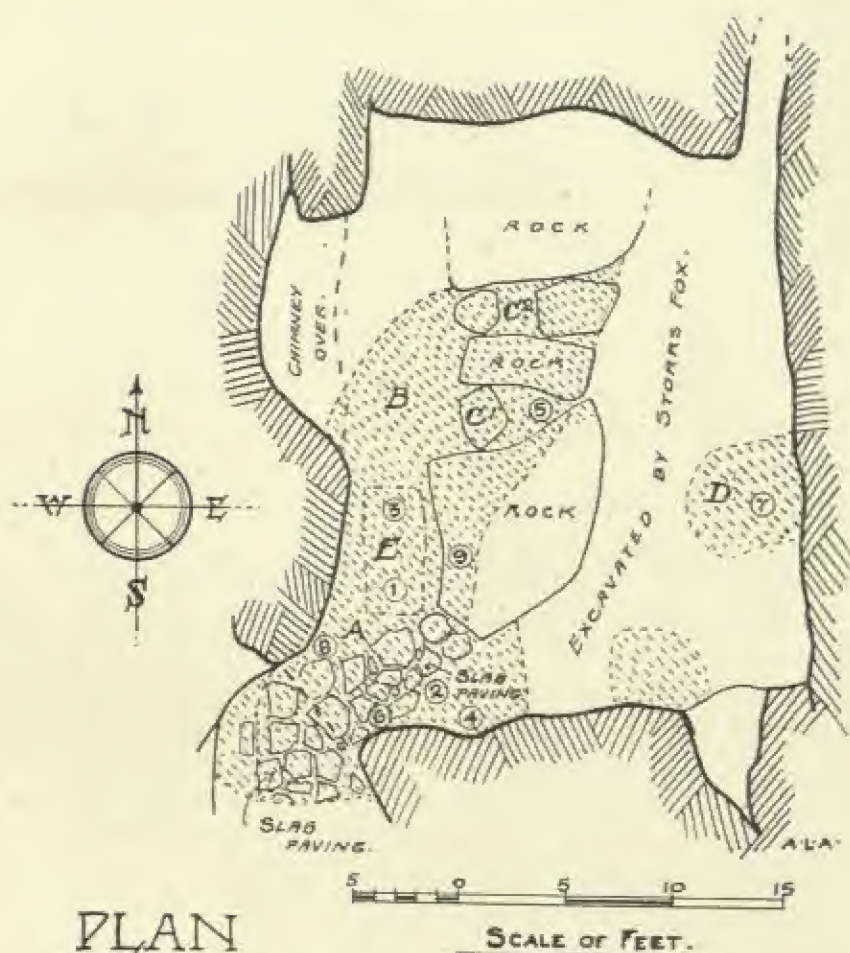 ROCK
CHIMNEY
OVER.
C²
ROCK
B
C¹
5
EXCAVATED BY STORRS FOX.
N
W
E
S
3
E
1
ROCK
9
D
7
A
8
SLAB
PAVING.
2
6
4
SLAB
PAVING.
A.L.A.
5 0 5 10 15
PLAN
SCALE OF FEET.